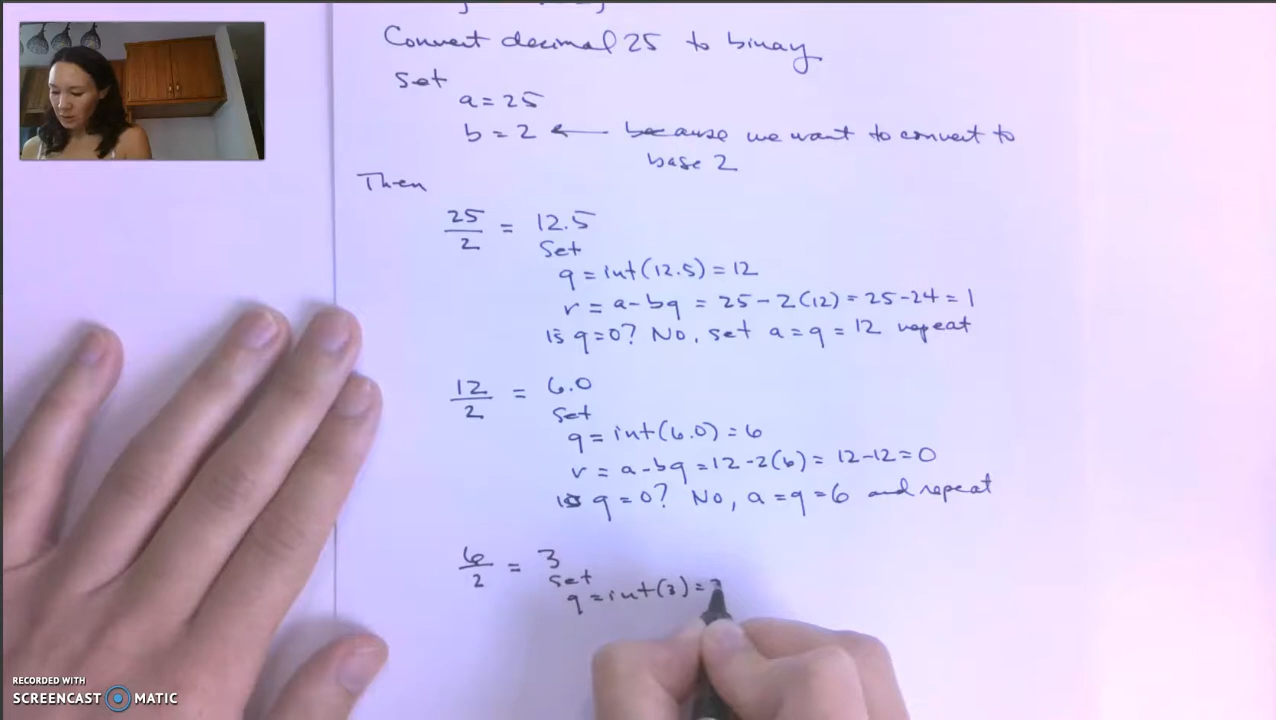 Convert decimal 25 to binary
Set
a = 25
b = 2 ← because we want to convert to
base 2
Then
25/2 = 12.5
Set
q = int(12.5) = 12
r = a - bq = 25 - 2(12) = 25 - 24 = 1
is q = 0? No, set a = q = 12 repeat
12/2 = 6.0
Set
q = int(6.0) = 6
r = a - bq = 12 - 2(6) = 12 - 12 = 0
is q = 0? No, a = q = 6 and repeat
6/2 = 3
Set
q = int(3) =
RECORDED WITH
SCREENCAST MATIC